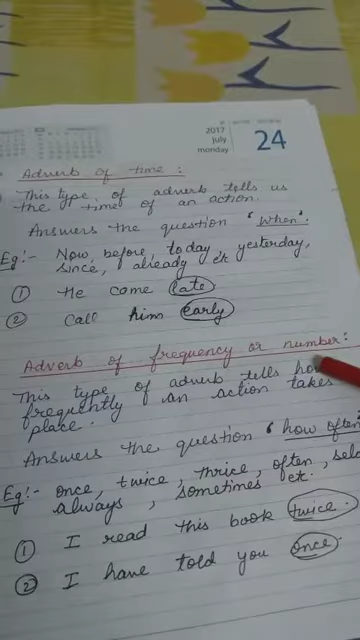 2017
july
monday
24
Adverb of time :
This type of adverb tells us
the time of an action.
Answers the question 'when'.
Eg:- Now, before, today, yesterday,
since, already etc
① He come late
② Call him early
Adverb of frequency or number :
This type of adverb tells how
frequently an action takes
place.
Answers the question 'how often
Eg:- once, twice, thrice, often, seld
always, sometimes etc.
① I read this book twice.
② I have told you once.